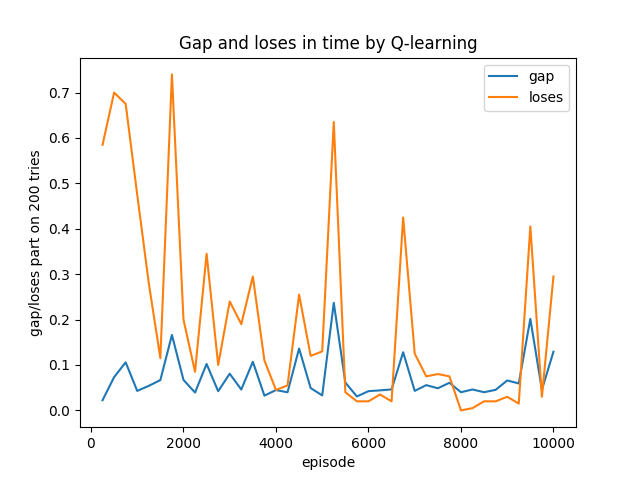 Gap and loses in time by Q-learning
gap
loses
gap/loses part on 200 tries
0.7
0.6
0.5
0.4
0.3
0.2
0.1
0.0
0 2000 4000 6000 8000 10000
episode